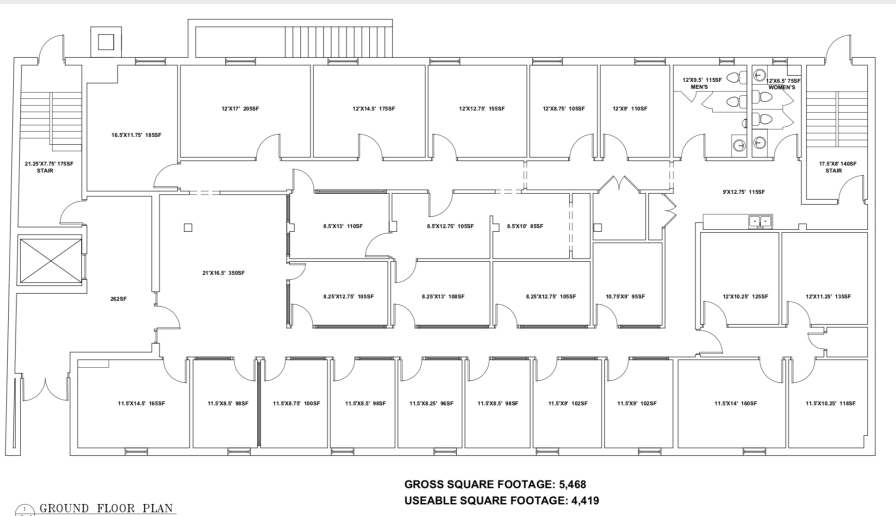 12'X17' 205SF
12'X14.5' 175SF
12'X12.75' 155SF
12'X8.75' 105SF
12'X9' 110SF
12'X9.5' 115SF
MEN'S
12'X6.5' 75SF
WOMEN'S
16.5'X11.75' 185SF
21.25'X7.75' 175SF
STAIR
17.5'X8' 140SF
STAIR
9'X12.75' 115SF
8.5'X13' 110SF
8.5'X12.75' 105SF
8.5'X10' 85SF
21'X16.5' 350SF
262SF
8.25'X12.75' 105SF
8.25'X13' 108SF
8.25'X12.75' 105SF
10.75'X9' 95SF
12'X10.25' 125SF
12'X11.25' 135SF
11.5'X14.5' 165SF
11.5'X8.5' 98SF
11.5'X8.75' 100SF
11.5'X8.5' 98SF
11.5'X8.25' 96SF
11.5'X8.5' 98SF
11.5'X9' 102SF
11.5'X9' 102SF
11.5'X14' 160SF
11.5'X10.25' 118SF
GROSS SQUARE FOOTAGE: 5,468
USEABLE SQUARE FOOTAGE: 4,419
1
GROUND FLOOR PLAN